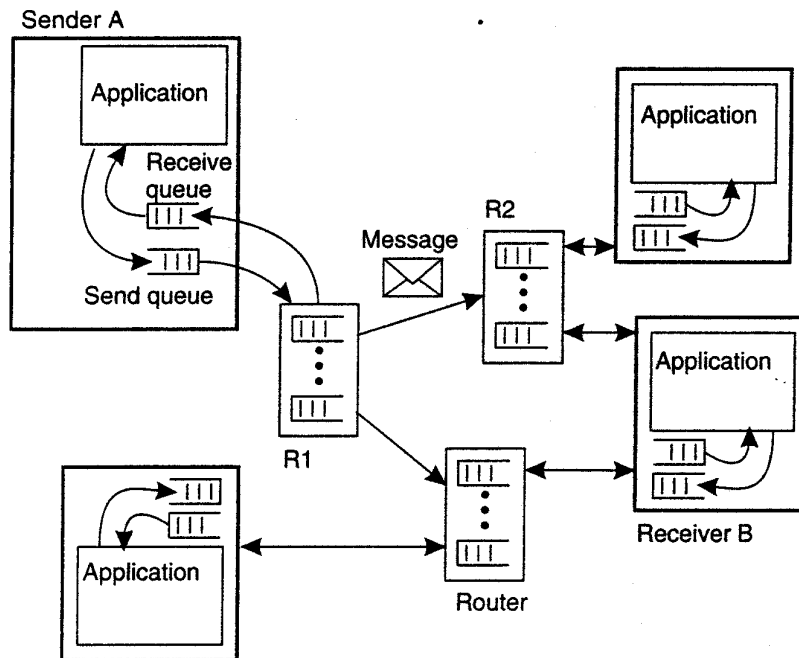 Sender A
Application
Receive
queue
Send queue
Message
R2
Application
R1
Application
Receiver B
Application
Router